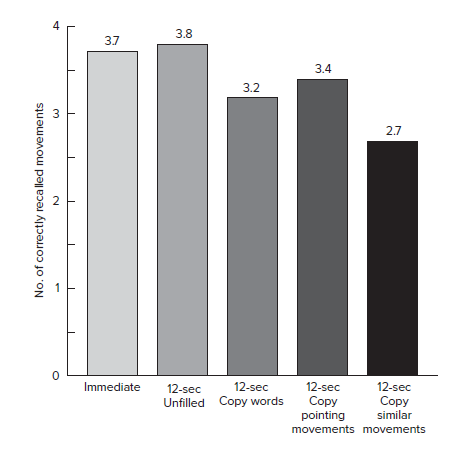 No. of correctly recalled movements
4
3
2
1
0
3.7
3.8
3.2
3.4
2.7
Immediate
12-sec
Unfilled
12-sec
Copy words
12-sec
Copy
pointing
movements
12-sec
Copy
similar
movements